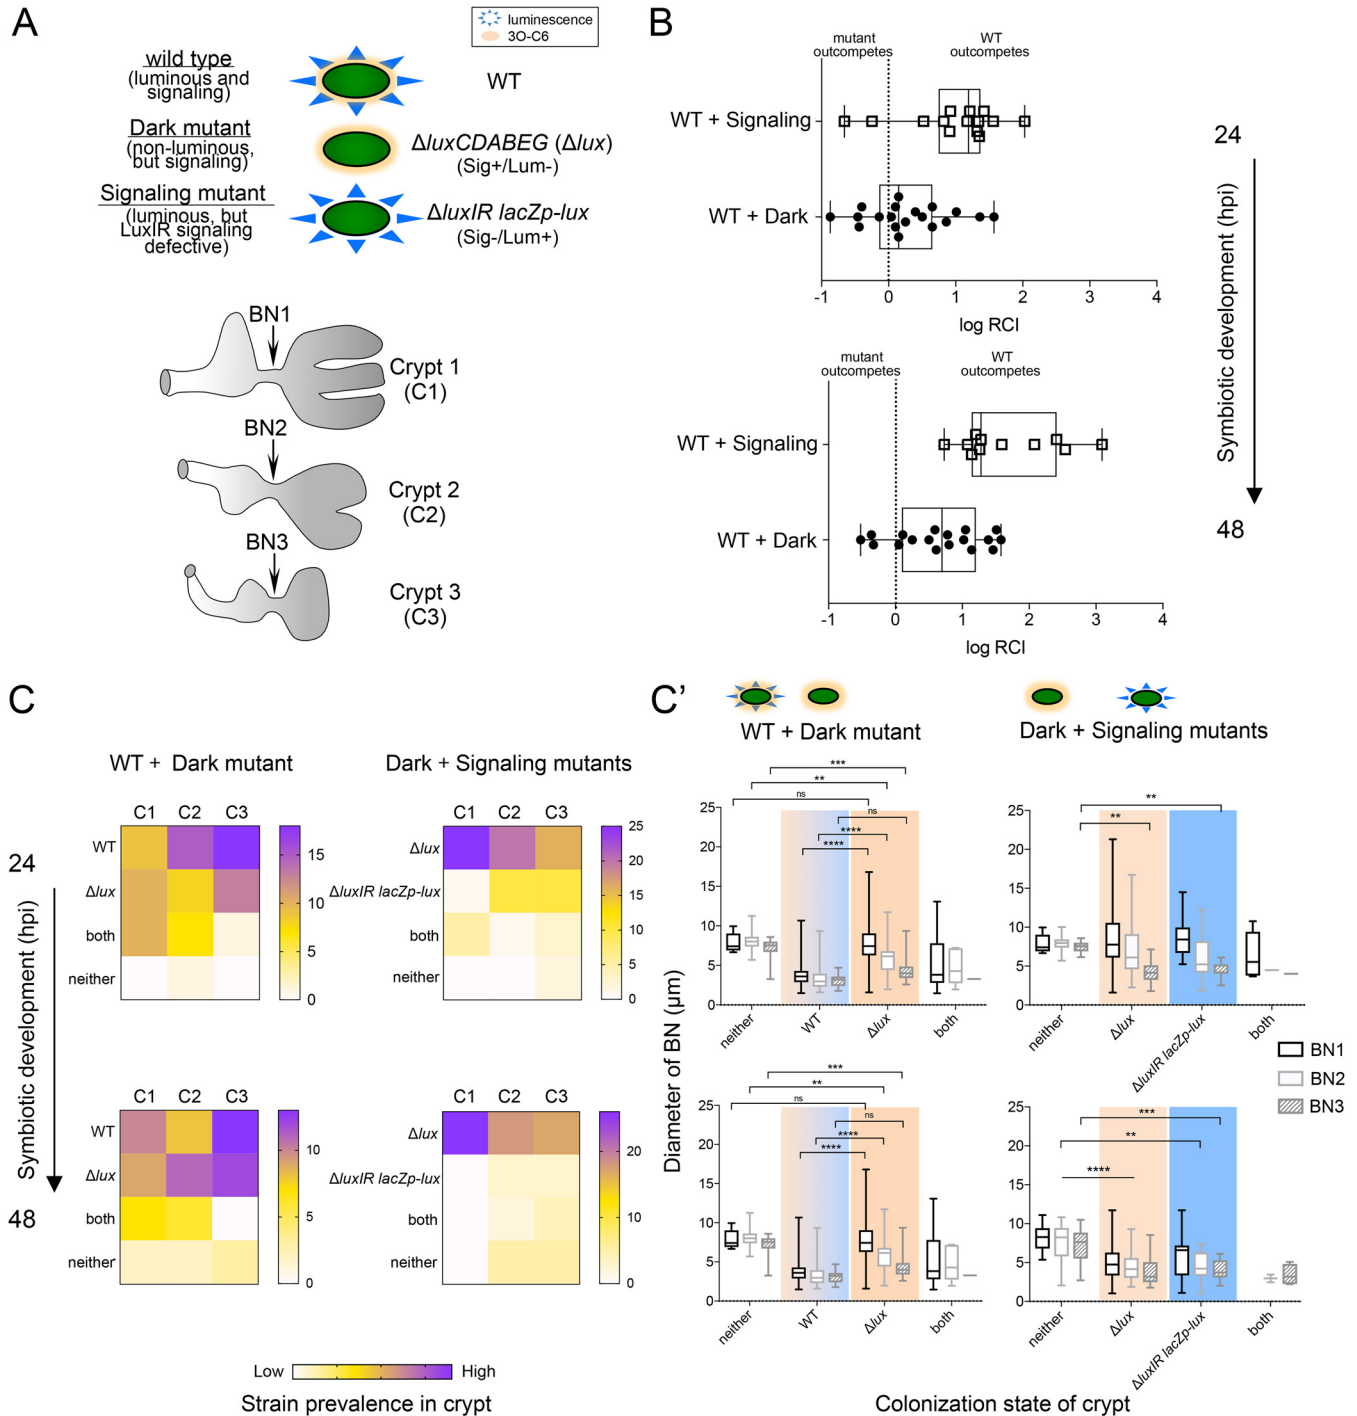 A
luminescence
3O-C6
wild type
(luminous and
signaling)
WT
Dark mutant
(non-luminous,
but signaling)
ΔluxCDABEG (Δlux)
(Sig+/Lum-)
Signaling mutant
(luminous, but
LuxIR signaling
defective)
ΔluxIR lacZp-lux
(Sig-/Lum+)
BN1
Crypt 1
(C1)
BN2
Crypt 2
(C2)
BN3
Crypt 3
(C3)
B
mutant
outcompetes
WT
outcompetes
WT + Signaling
WT + Dark
-1 0 1 2 3 4
log RCI
mutant
outcompetes
WT
outcompetes
WT + Signaling
WT + Dark
-1 0 1 2 3 4
log RCI
24
Symbiotic development (hpi)
48
C
WT + Dark mutant
Dark + Signaling mutants
24
Symbiotic development (hpi)
48
C1 C2 C3
WT
Δlux
both
neither
15
10
5
0
C1 C2 C3
Δlux
ΔluxIR lacZp-lux
both
neither
25
20
15
10
5
0
C1 C2 C3
WT
Δlux
both
neither
10
5
0
C1 C2 C3
Δlux
ΔluxIR lacZp-lux
both
neither
20
10
0
Low
High
Strain prevalence in crypt
C'
WT + Dark mutant
Dark + Signaling mutants
Diameter of BN (µm)
***
**
ns
ns
****
****
25
20
15
10
5
0
neither
WT
Δlux
both
**
**
25
20
15
10
5
0
neither
Δlux
ΔluxIR lacZp-lux
both
***
**
ns
ns
****
****
25
20
15
10
5
0
neither
WT
Δlux
both
***
**
****
25
20
15
10
5
0
neither
Δlux
ΔluxIR lacZp-lux
both
BN1
BN2
BN3
Colonization state of crypt